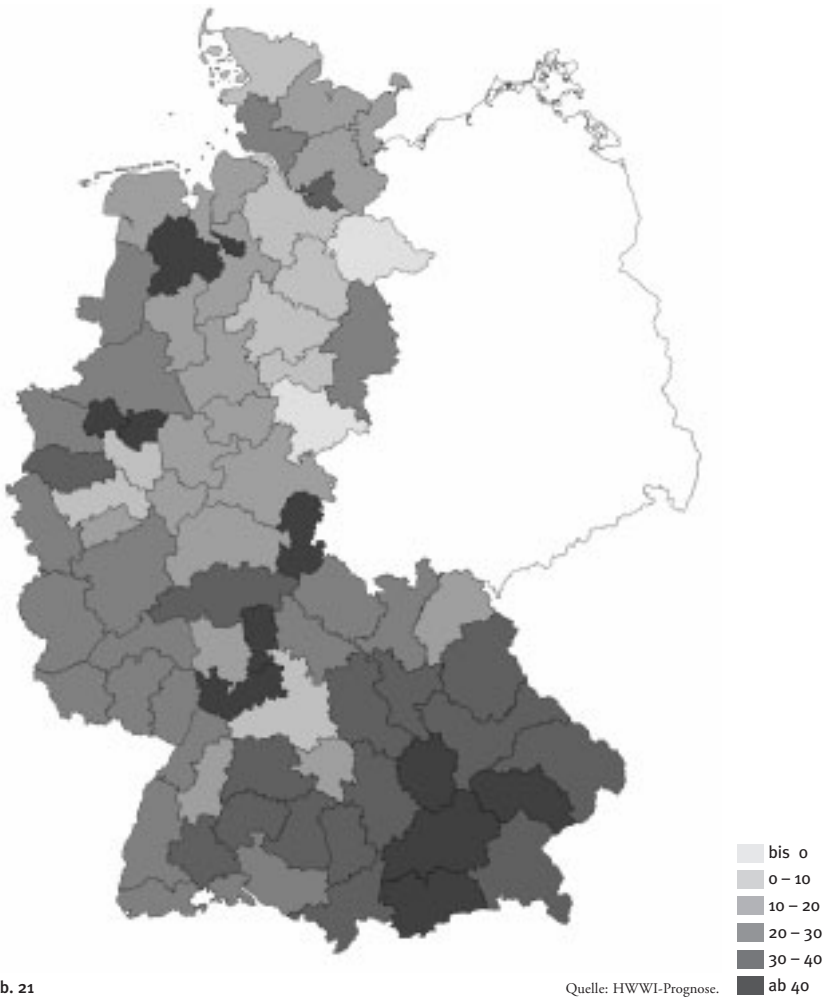 bis 0
0 – 10
10 – 20
20 – 30
30 – 40
ab 40
b. 21
Quelle: HWWI-Prognose.